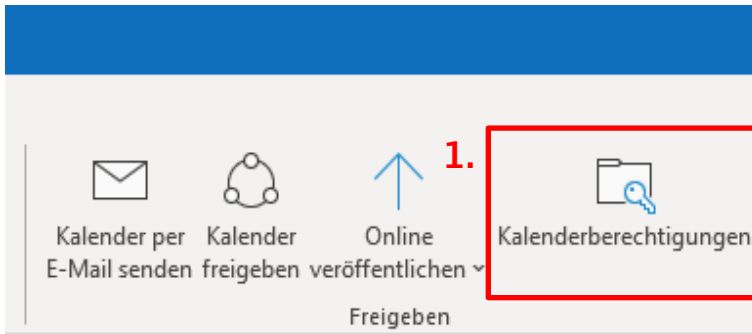 1.
Kalender per Kalender Online Kalenderberechtigungen
E-Mail senden freigeben veröffentlichen
Freigeben